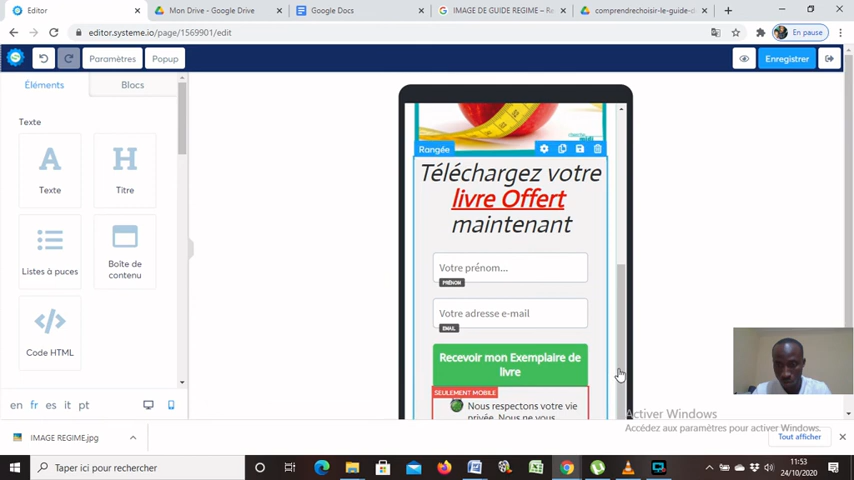 Editor
Mon Drive - Google Drive
Google Docs
IMAGE DE GUIDE REGIME – Re
comprendrechoisir-le-guide-d
editor.systeme.io/page/1569901/edit
En pause
Paramètres
Popup
Enregistrer
Éléments
Blocs
Texte
Texte
Titre
Listes à puces
Boîte de
contenu
Code HTML
en fr es it pt
Rangée
Téléchargez votre
livre Offert
maintenant
Votre prénom...
PRÉNOM
Votre adresse e-mail
EMAIL
Recevoir mon Exemplaire de
livre
SEULEMENT MOBILE
Nous respectons votre vie
privée. Nous ne vous
Activer Windows
Accédez aux paramètres pour activer Windows.
IMAGE REGIME.jpg
Tout afficher
Taper ici pour rechercher
11:53
24/10/2020